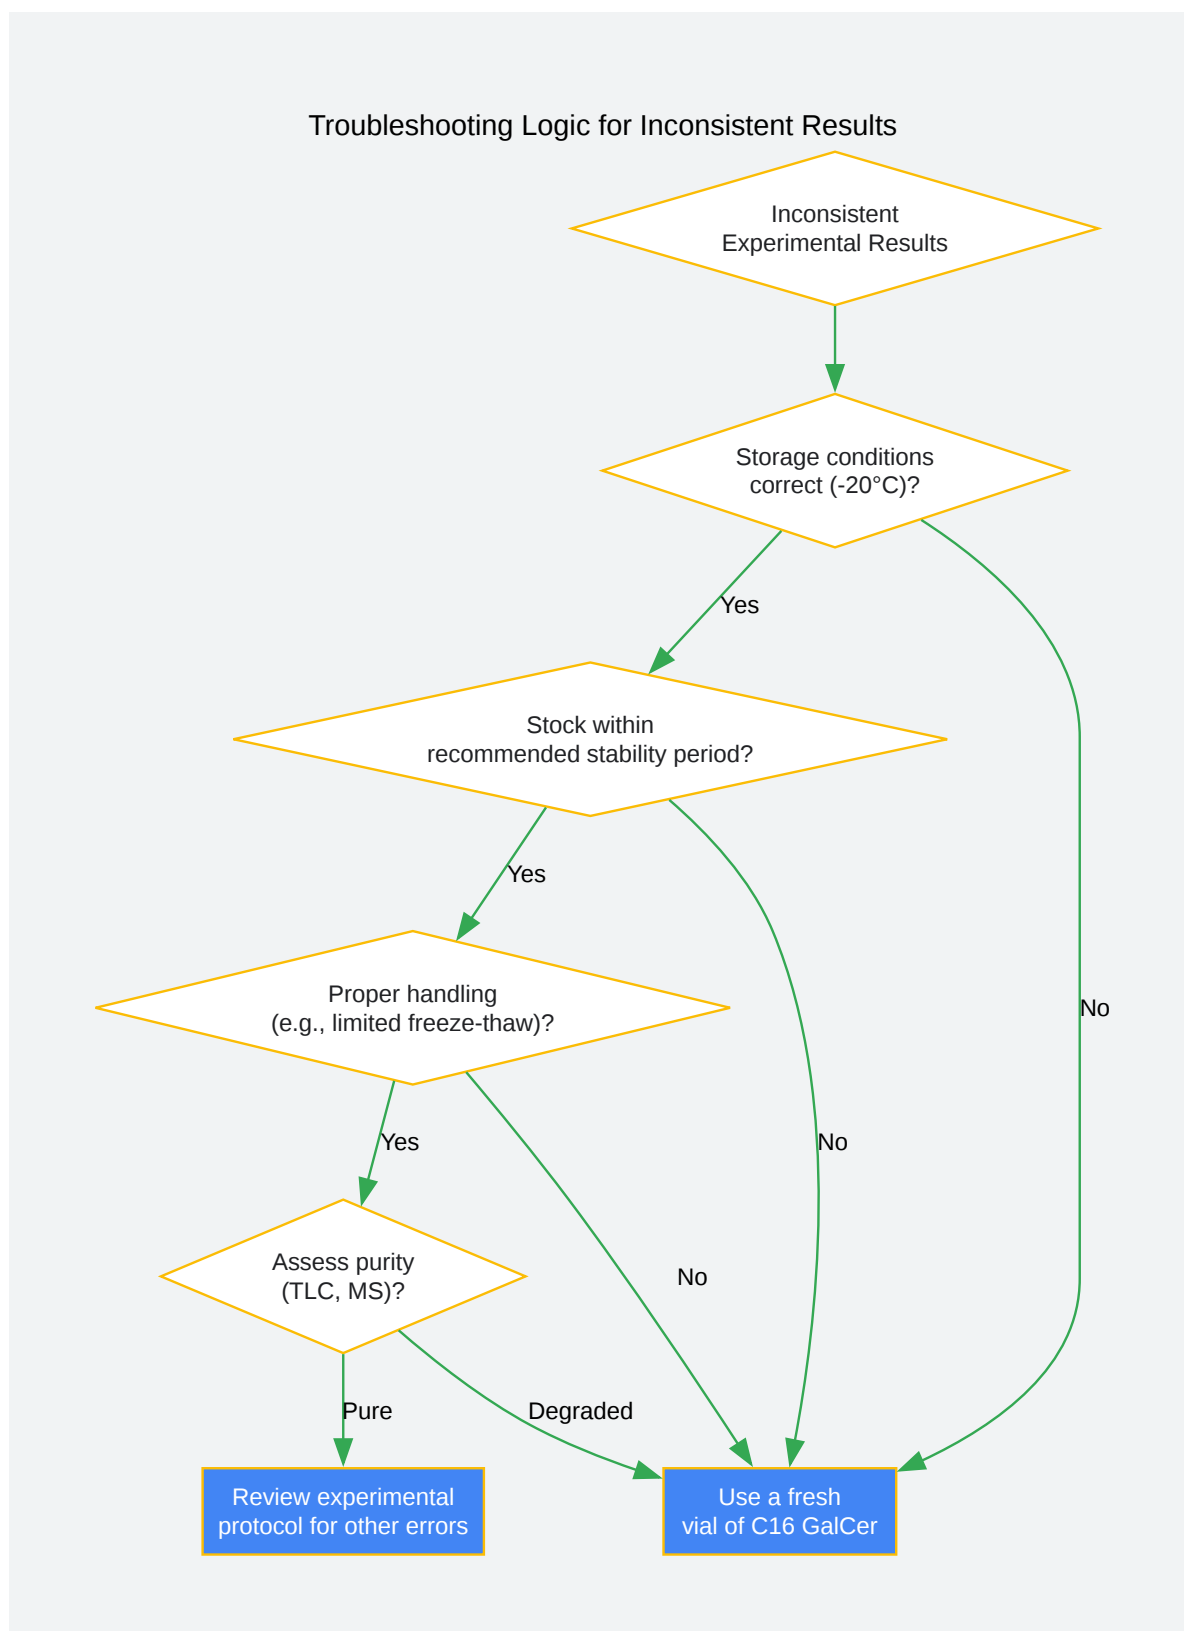 Troubleshooting Logic for Inconsistent Results
Inconsistent
Experimental Results
Storage conditions
correct (-20°C)?
Yes
Stock within
recommended stability period?
Yes
Proper handling
(e.g., limited freeze-thaw)?
No
Yes
No
Assess purity
(TLC, MS)?
No
Pure
Degraded
Review experimental
protocol for other errors
Use a fresh
vial of C16 GalCer